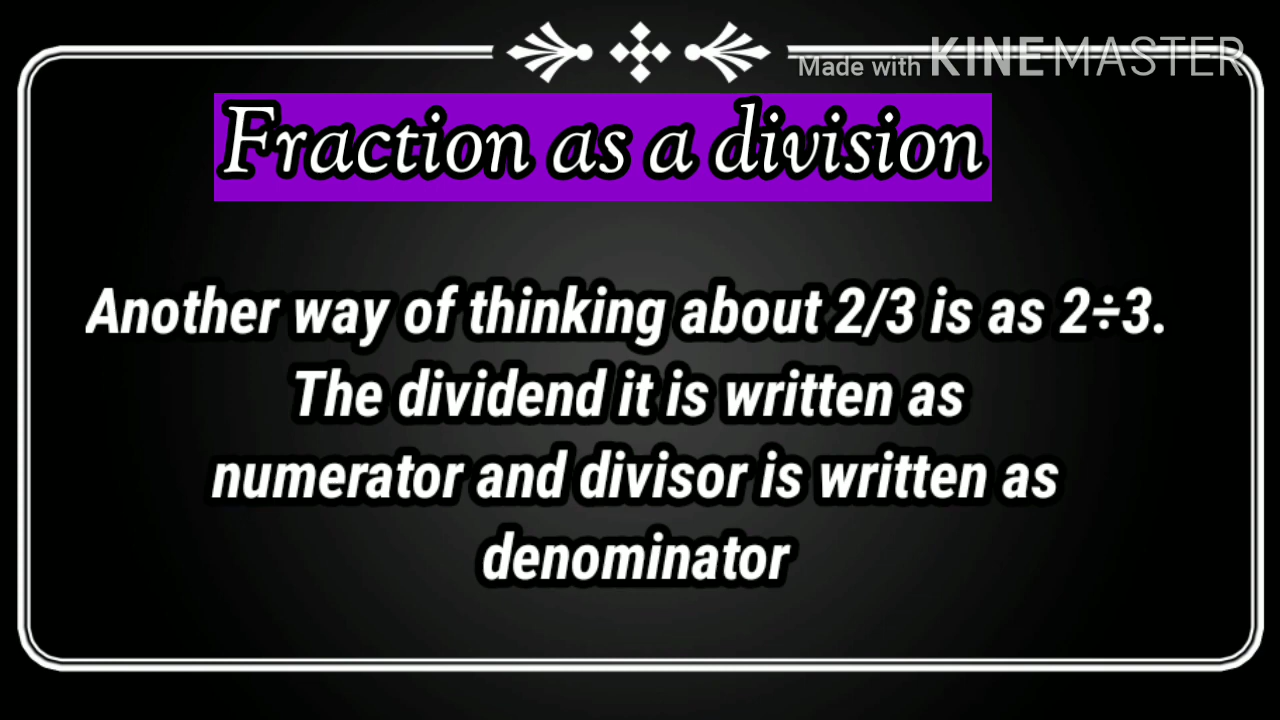 Made with KINEMASTER
Fraction as a division
Another way of thinking about 2/3 is as 2÷3.
The dividend it is written as
numerator and divisor is written as
denominator